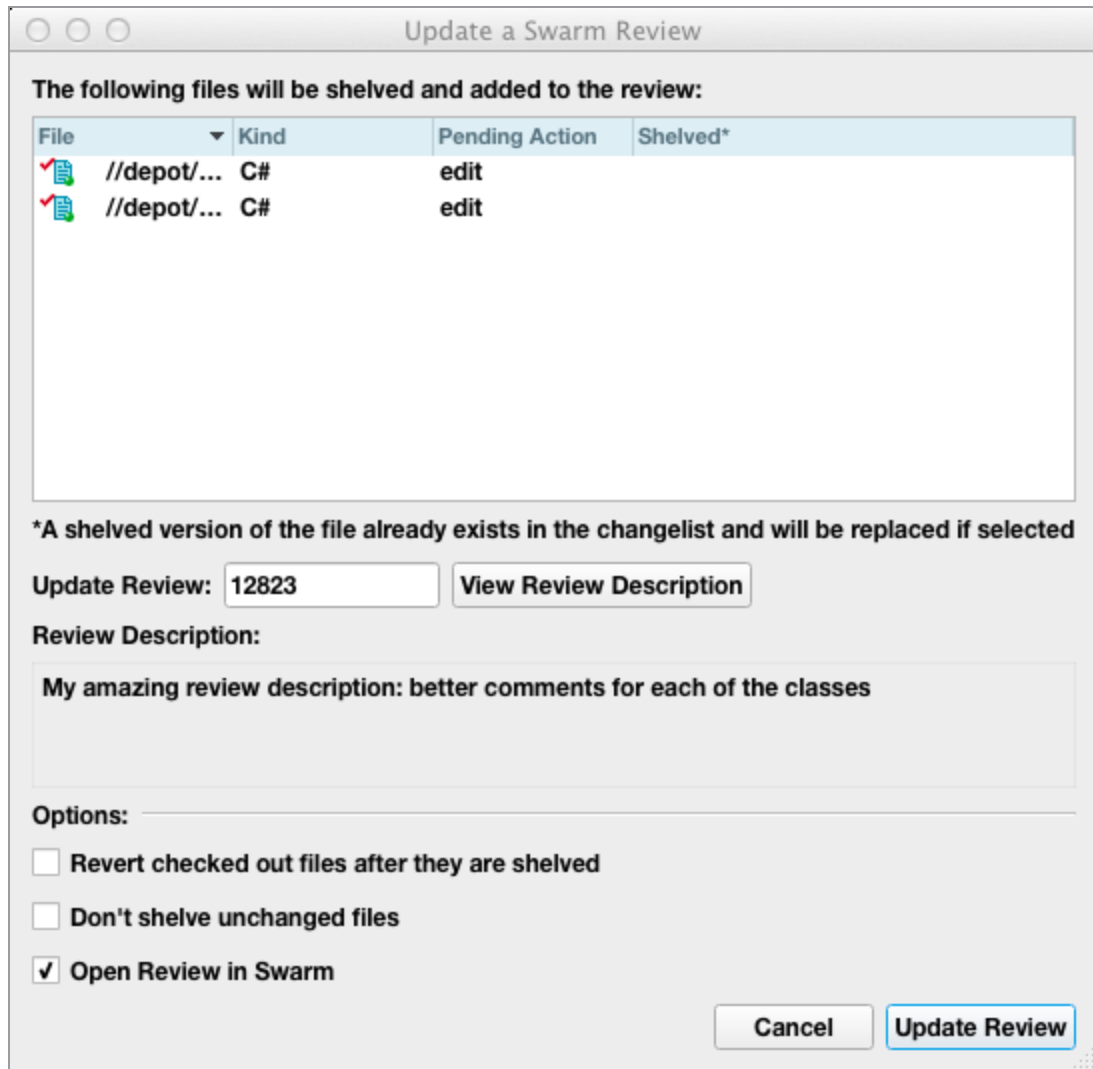 Update a Swarm Review
The following files will be shelved and added to the review:
File Kind Pending Action Shelved*
//depot/... C# edit
//depot/... C# edit
*A shelved version of the file already exists in the changelist and will be replaced if selected
Update Review: 12823 View Review Description
Review Description:
My amazing review description: better comments for each of the classes
Options:
Revert checked out files after they are shelved
Don't shelve unchanged files
Open Review in Swarm
Cancel Update Review